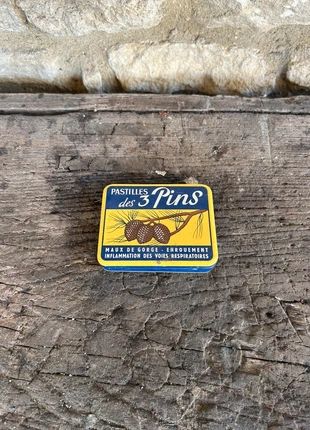 PASTILLES
des 3 Pins
MAUX DE GORGE - ENROUEMENT
INFLAMMATION DES VOIES RESPIRATOIRES